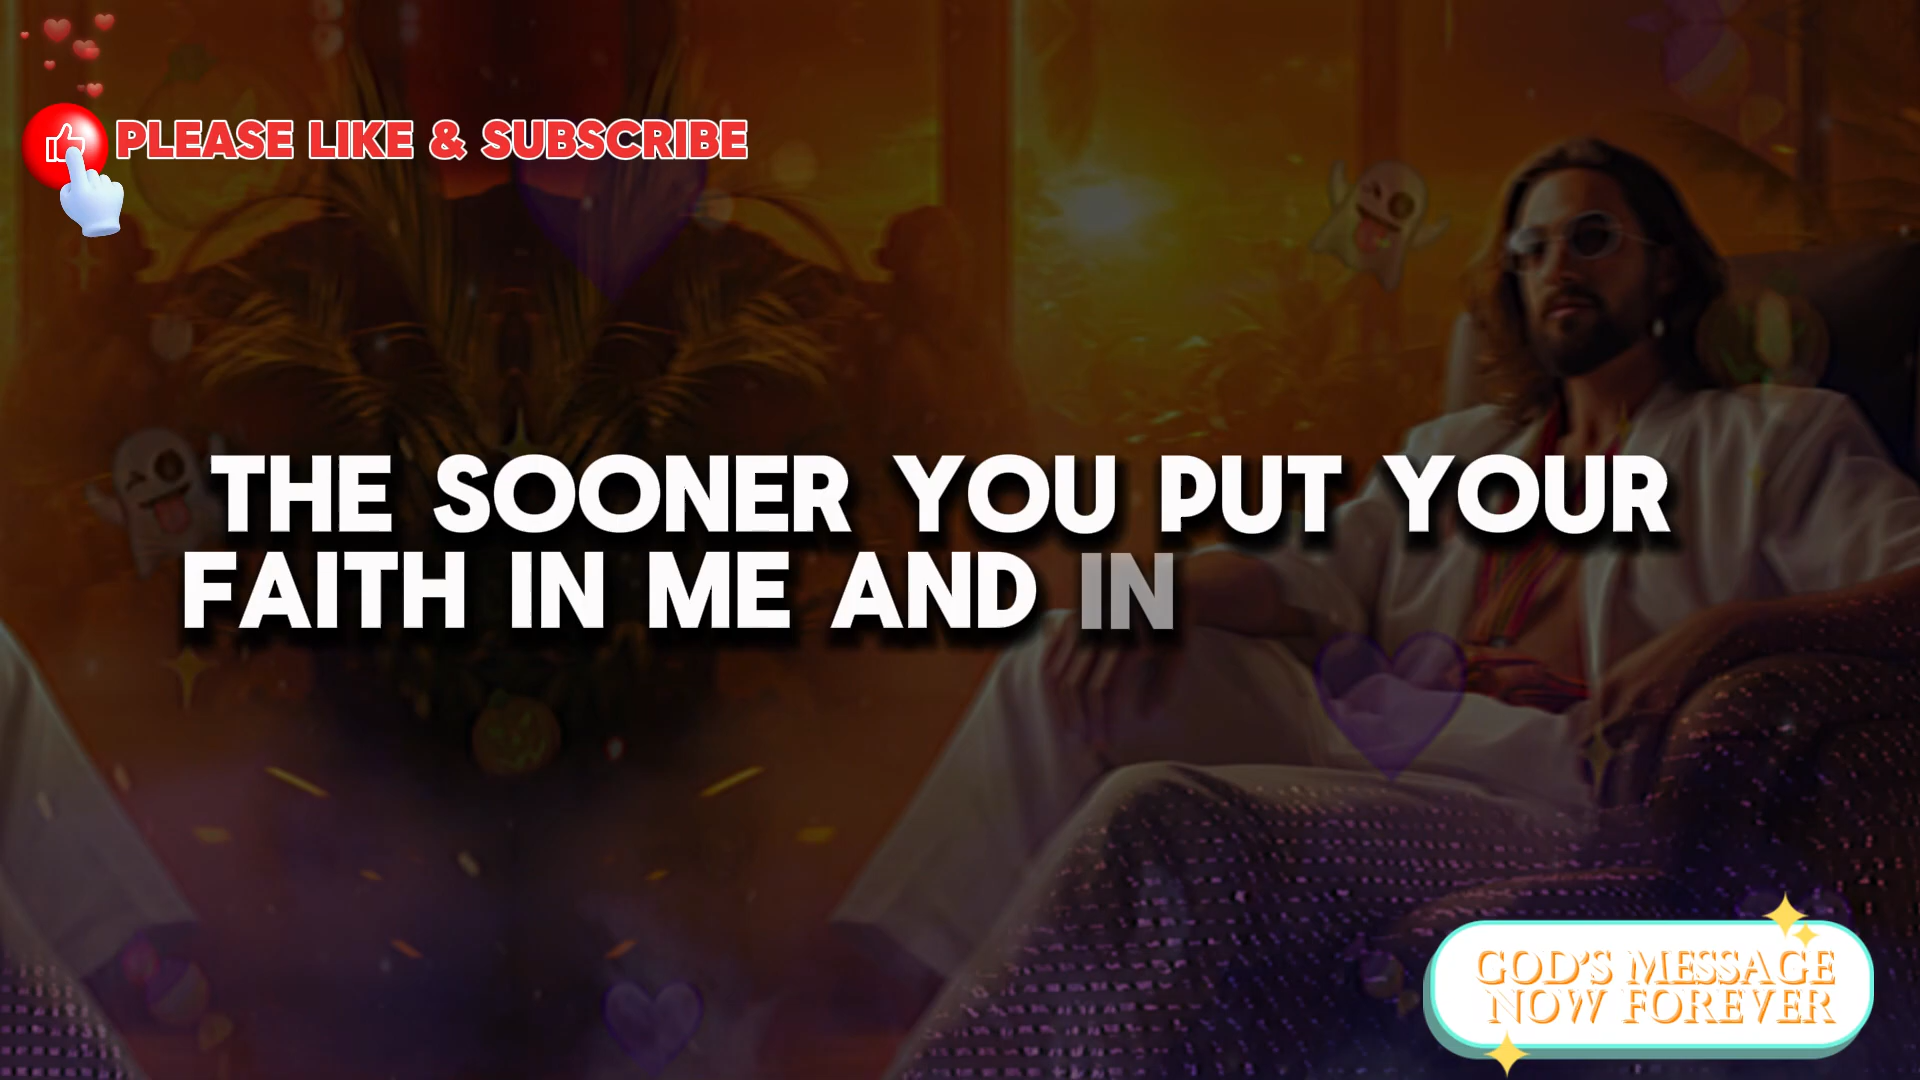 PLEASE LIKE & SUBSCRIBE
THE SOONER YOU PUT YOUR
FAITH IN ME AND IN
GOD'S MESSAGE
NOW FOREVER